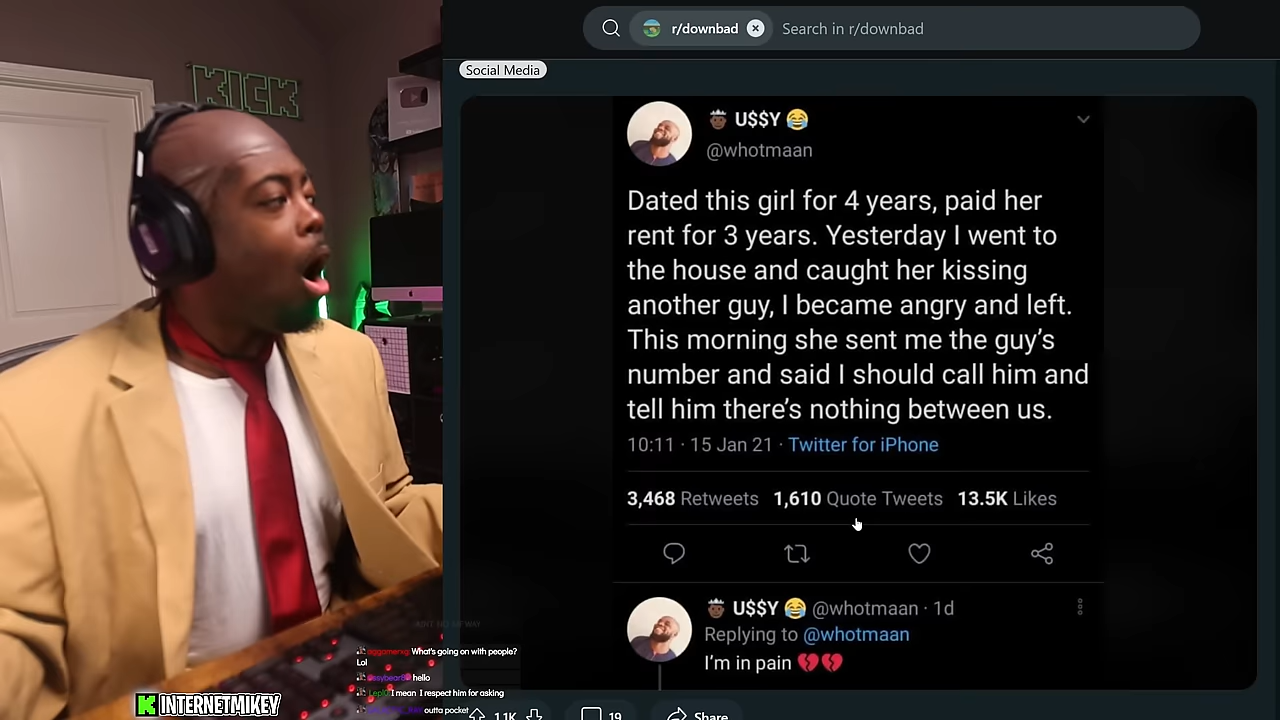 KICK
r/downbad
Search in r/downbad
Social Media
U$$Y 😂
@whotmaan
Dated this girl for 4 years, paid her
rent for 3 years. Yesterday I went to
the house and caught her kissing
another guy, I became angry and left.
This morning she sent me the guy’s
number and said I should call him and
tell him there’s nothing between us.
10:11 · 15 Jan 21 · Twitter for iPhone
3,468 Retweets 1,610 Quote Tweets 13.5K Likes
U$$Y 😂 @whotmaan · 1d
Replying to @whotmaan
I’m in pain 💔💔
What's going on with people?
Lol
hello
I mean I respect him for asking
outta pocket
K INTERNETMIKEY
1.1K
19
Share